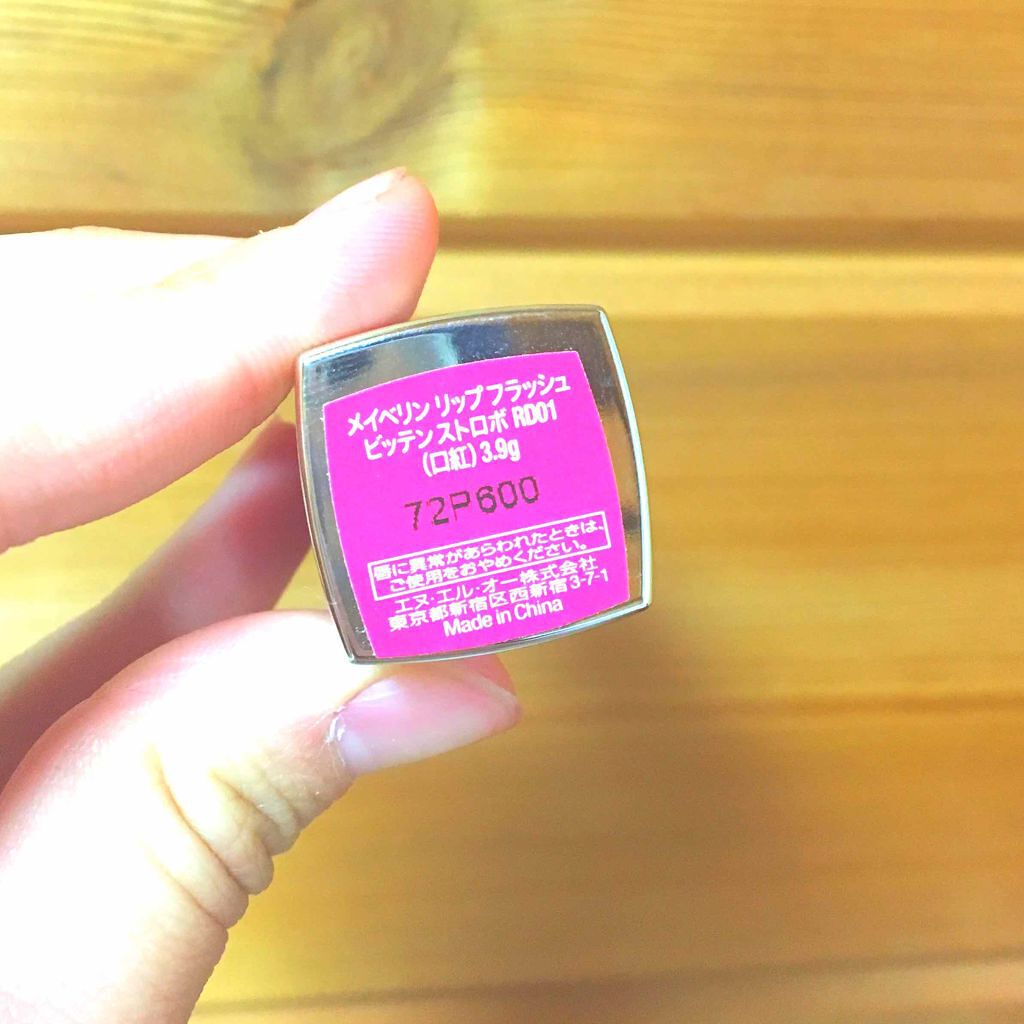 メイベリン リップ フラッシュ
ビッテン ストロボ RD01
(口紅) 3.9g
72P600
唇に異常があらわれたときは、
ご使用をおやめください。
エヌ・エル・オー株式会社
東京都新宿区西新宿3-7-1
Made in China